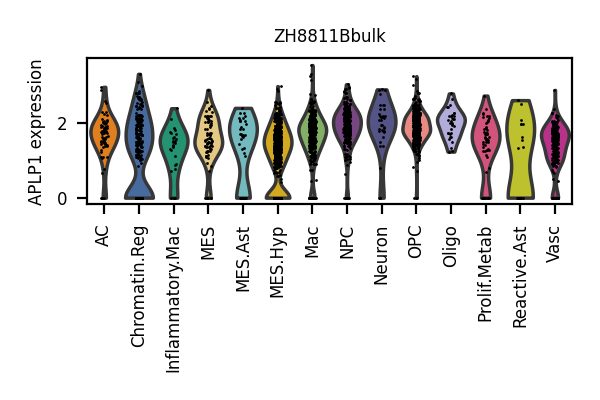 ZH8811Bbulk
APLP1 expression
2
0
AC
Chromatin.Reg
Inflammatory.Mac
MES
MES.Ast
MES.Hyp
Mac
NPC
Neuron
OPC
Oligo
Prolif.Metab
Reactive.Ast
Vasc